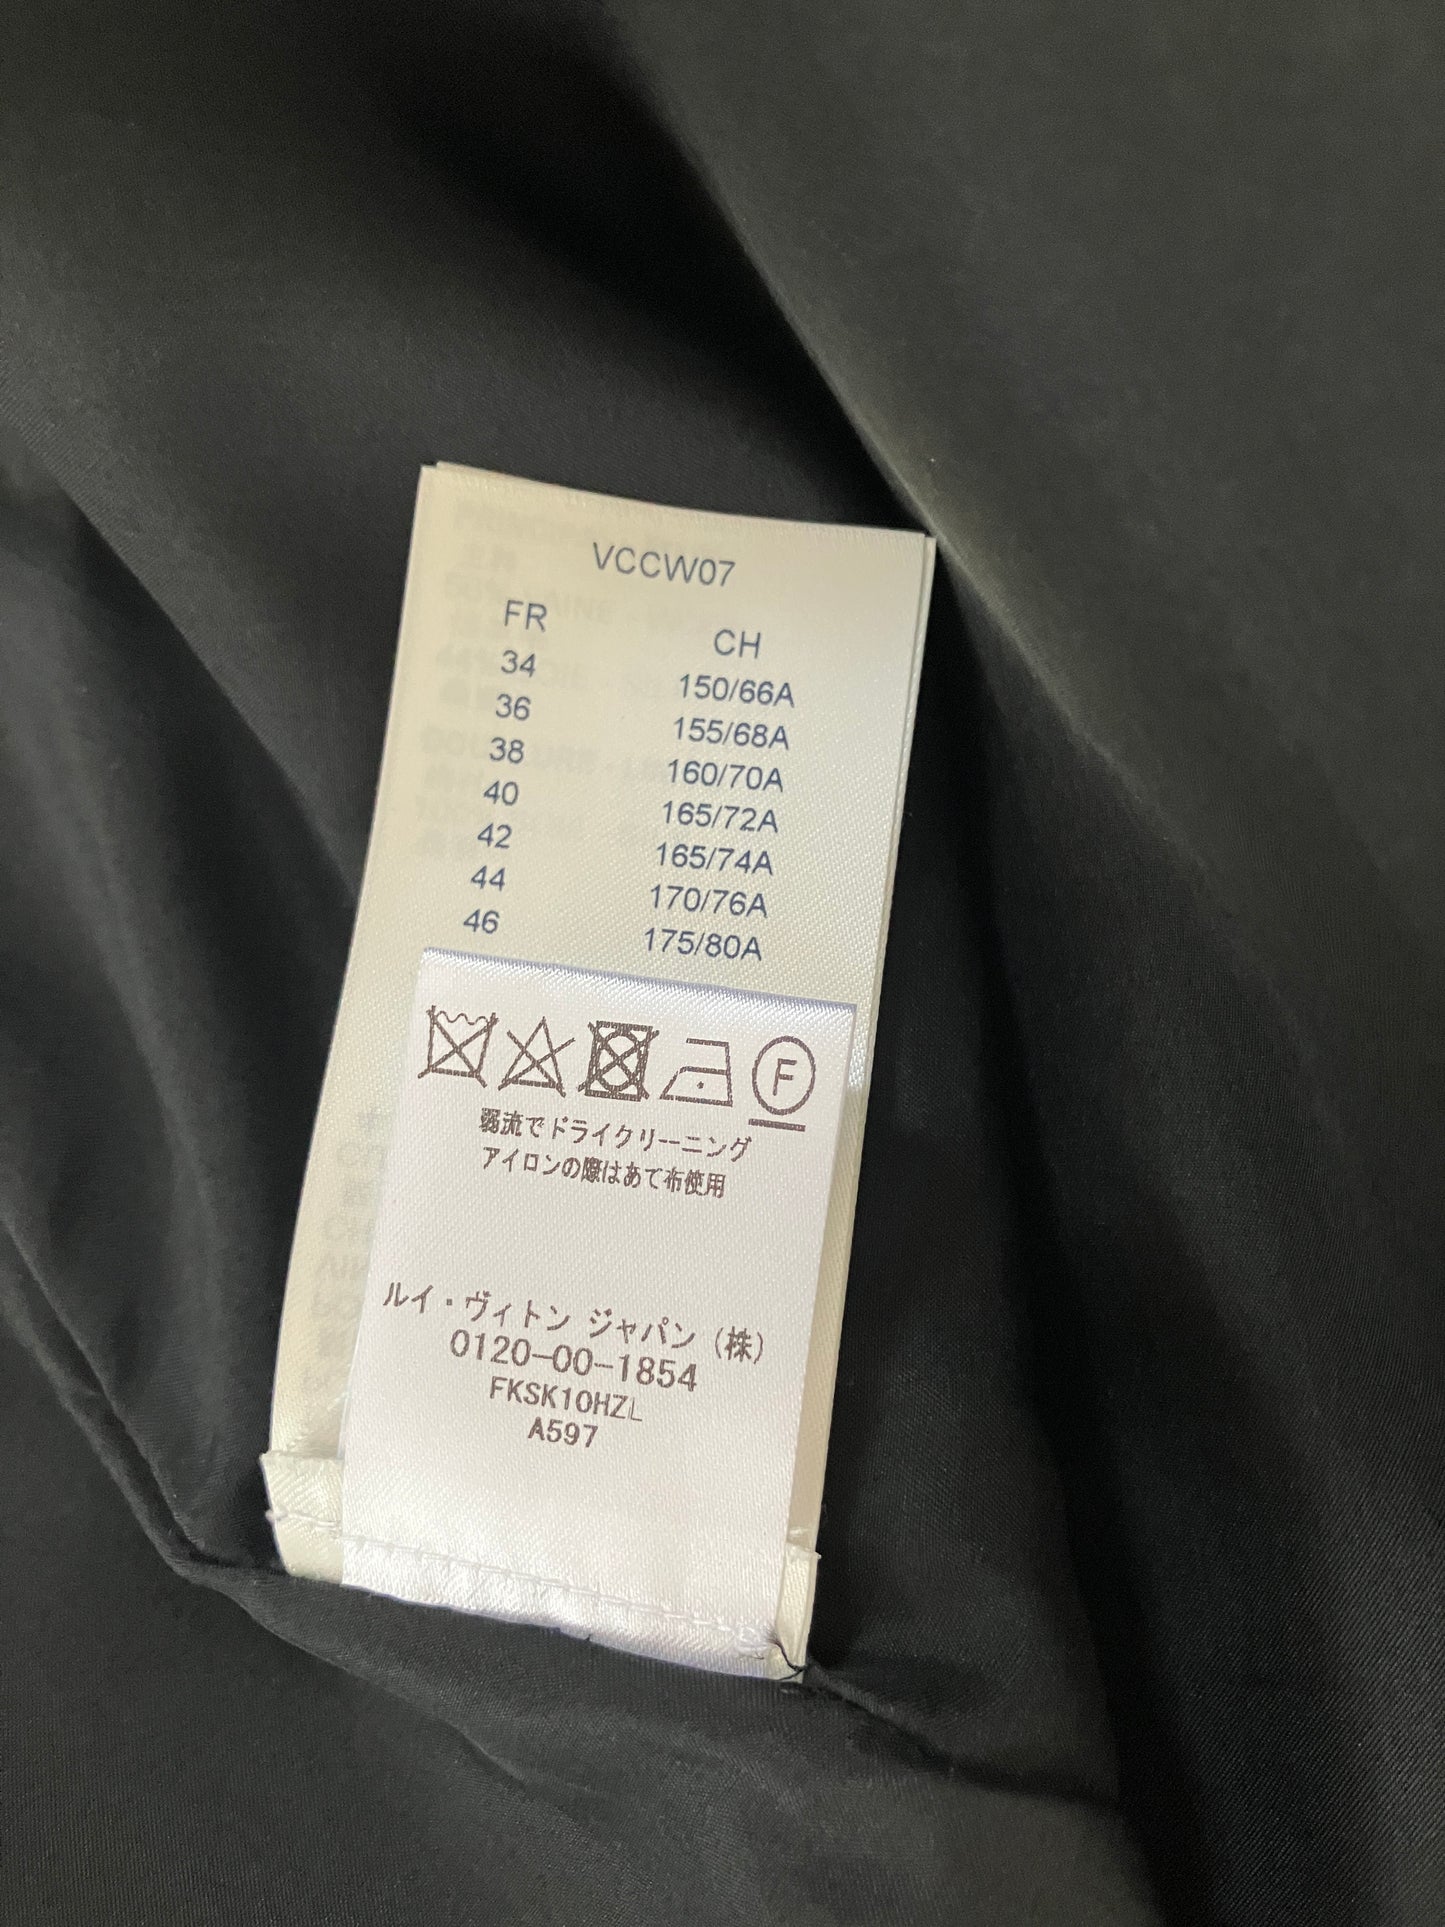 VCCW07
FR CH
34 150/66A
36 155/68A
38 160/70A
40 165/72A
42 165/74A
44 170/76A
46 175/80A
F
弱流でドライクリーニング
アイロンの際はあて布使用
ルイ・ヴィトン ジャパン（株）
0120-00-1854
FKSK10HZL
A597